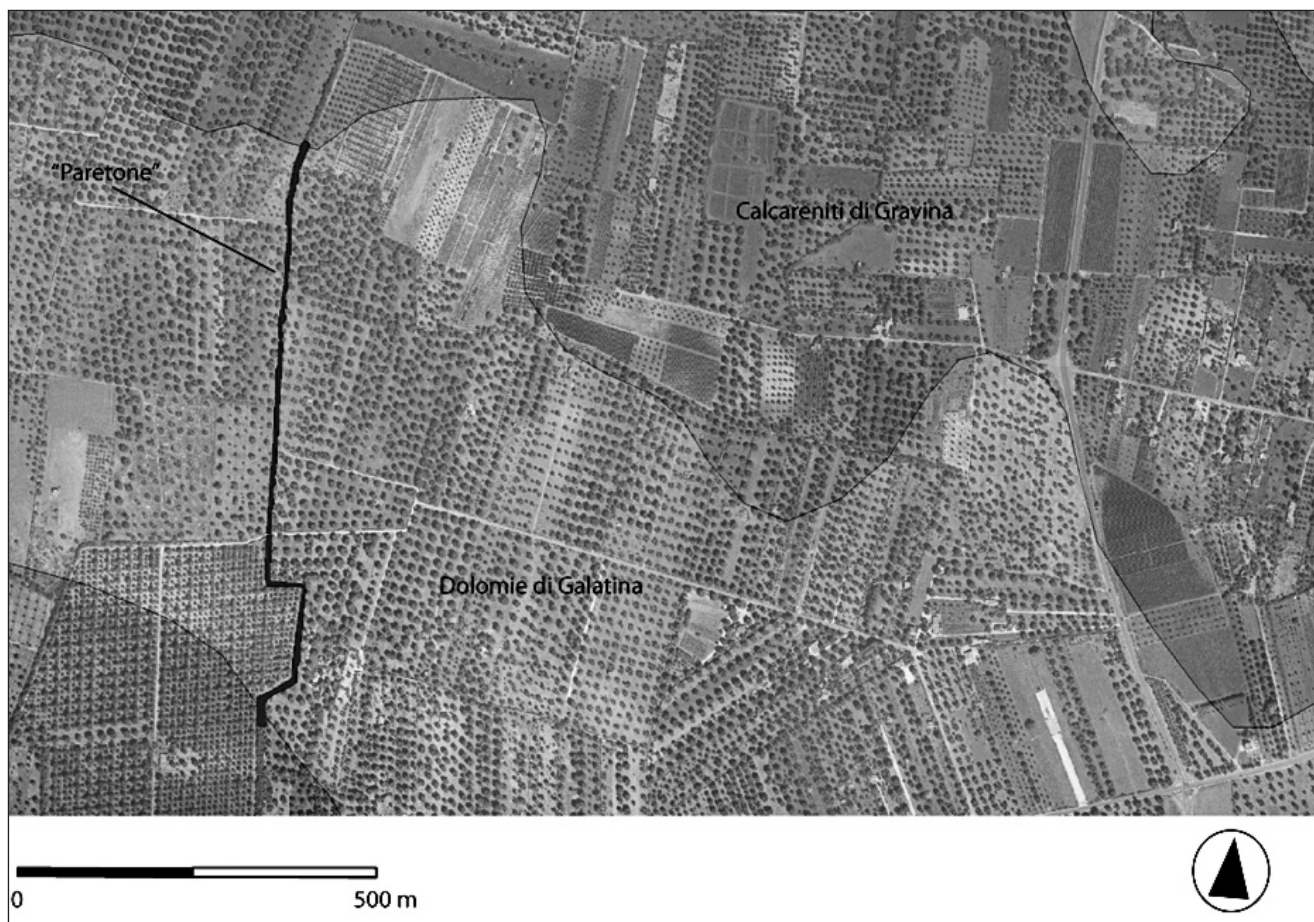 "Paretone"
Calcareniti di Gravina
Dolomie di Galatina
0
500 m